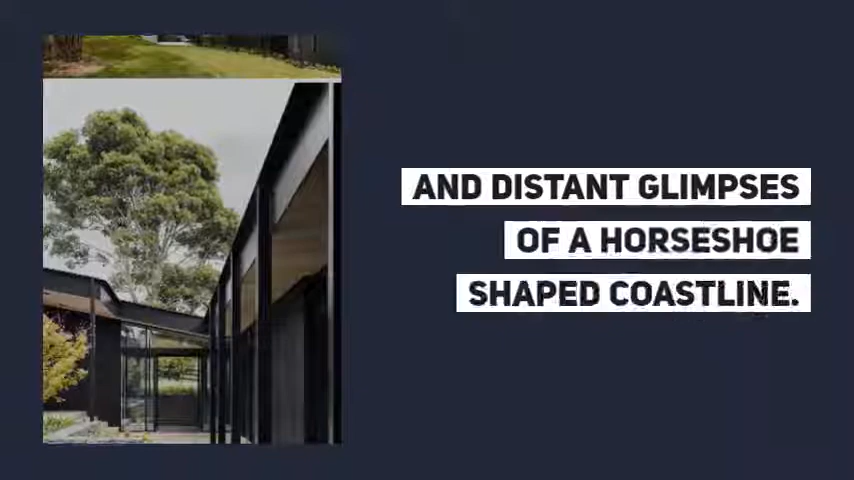 AND DISTANT GLIMPSES
OF A HORSESHOE
SHAPED COASTLINE.